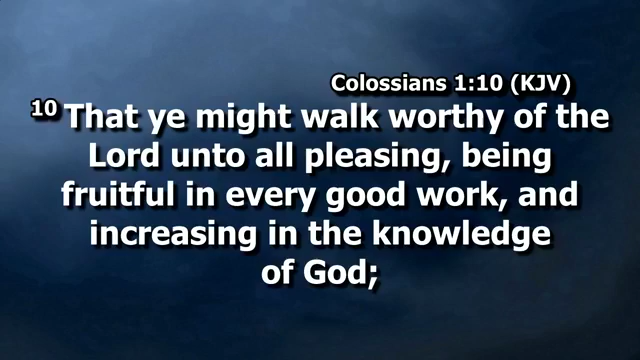 Colossians 1:10 (KJV)
10 That ye might walk worthy of the
Lord unto all pleasing, being
fruitful in every good work, and
increasing in the knowledge
of God;